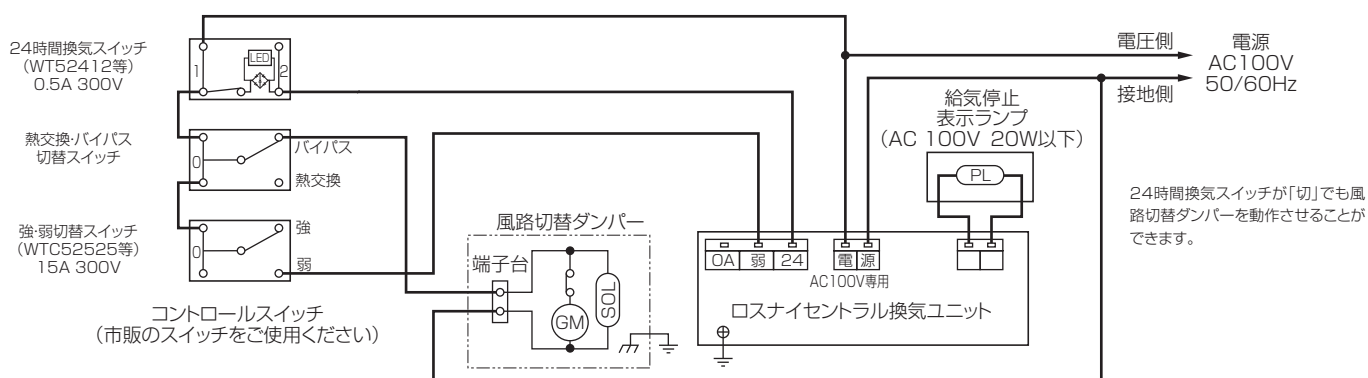 24時間換気スイッチ
（WT52412等）
0.5A 300V
1
LED
2
熱交換・バイパス
切替スイッチ
0
バイパス
熱交換
強・弱切替スイッチ
（WTC52525等）
15A 300V
0
強
弱
コントロールスイッチ
（市販のスイッチをご使用ください）
風路切替ダンパー
端子台
GM
SOL
電圧側
接地側
電源
AC100V
50/60Hz
給気停止
表示ランプ
（AC 100V 20W以下）
PL
OA 弱 24
電 源
AC100V専用
ロスナイセントラル換気ユニット
24時間換気スイッチが「切」でも風
路切替ダンパーを動作させることが
できます。